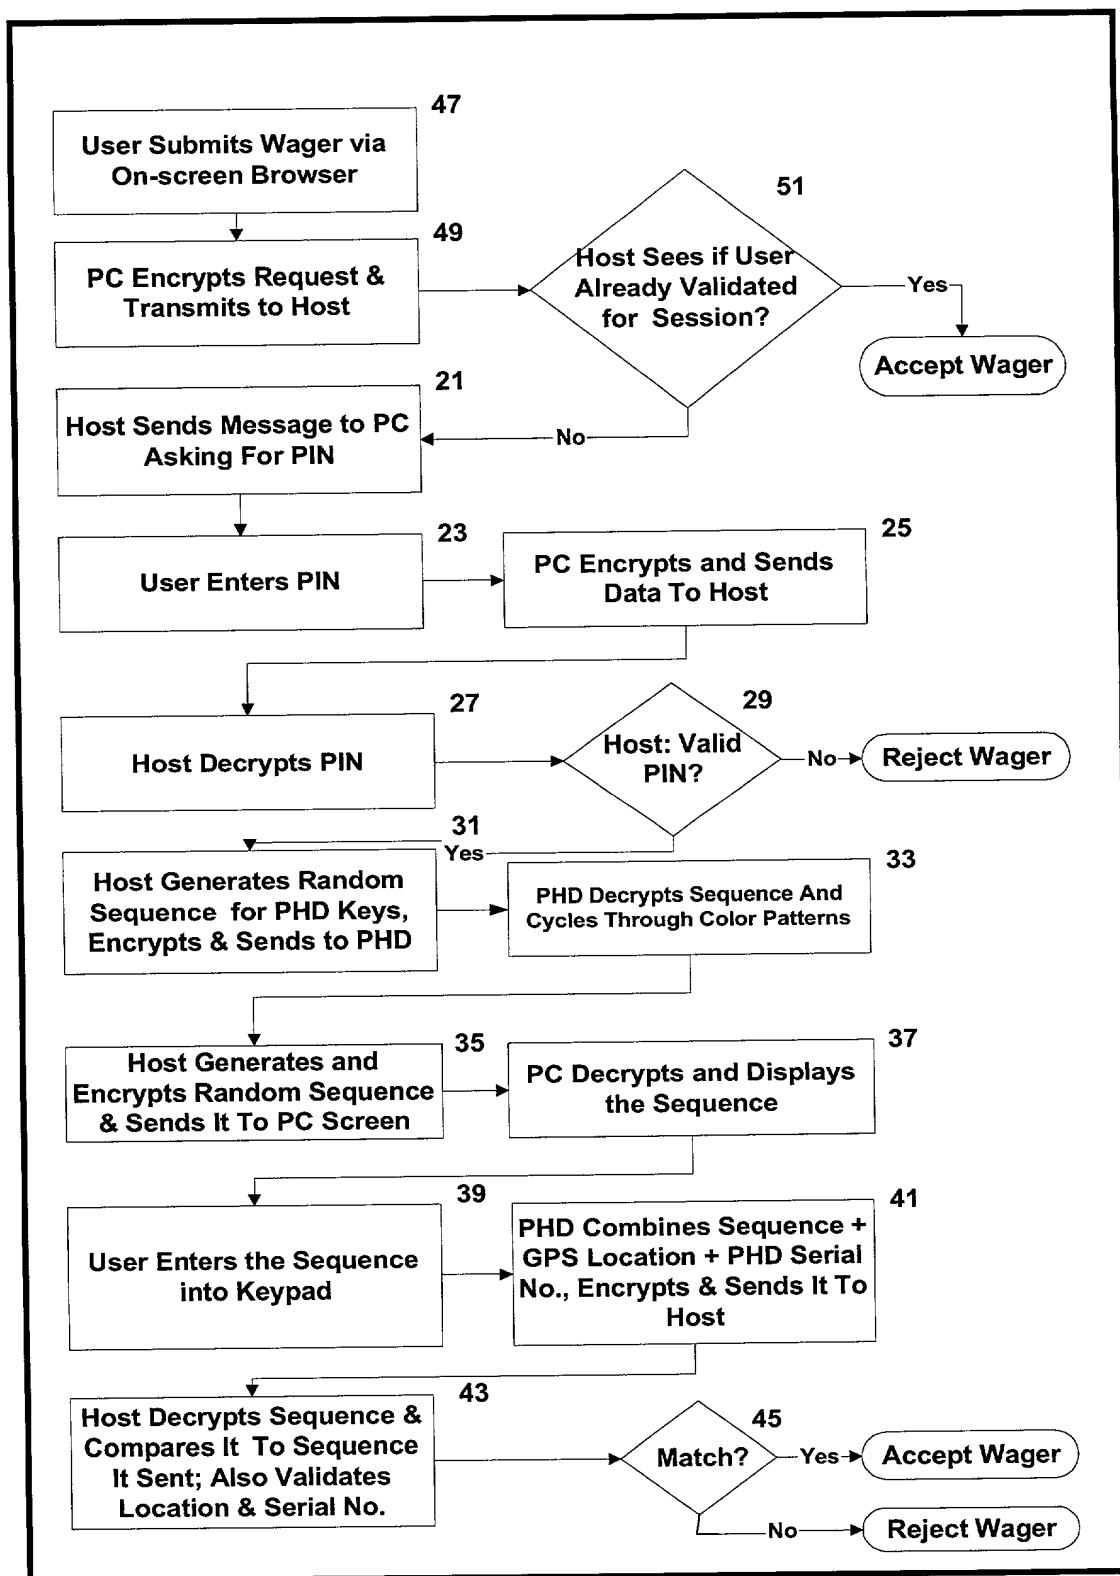 47
User Submits Wager via
On-screen Browser
49
PC Encrypts Request &
Transmits to Host
51
Host Sees if User
Already Validated
for Session?
Yes
Accept Wager
No
21
Host Sends Message to PC
Asking For PIN
23
User Enters PIN
25
PC Encrypts and Sends
Data To Host
27
Host Decrypts PIN
29
Host: Valid
PIN?
No
Reject Wager
Yes
31
Host Generates Random
Sequence for PHD Keys,
Encrypts & Sends to PHD
33
PHD Decrypts Sequence And
Cycles Through Color Patterns
35
Host Generates and
Encrypts Random Sequence
& Sends It To PC Screen
37
PC Decrypts and Displays
the Sequence
39
User Enters the Sequence
into Keypad
41
PHD Combines Sequence +
GPS Location + PHD Serial
No., Encrypts & Sends It To
Host
43
Host Decrypts Sequence &
Compares It To Sequence
It Sent; Also Validates
Location & Serial No.
45
Match?
Yes
Accept Wager
No
Reject Wager